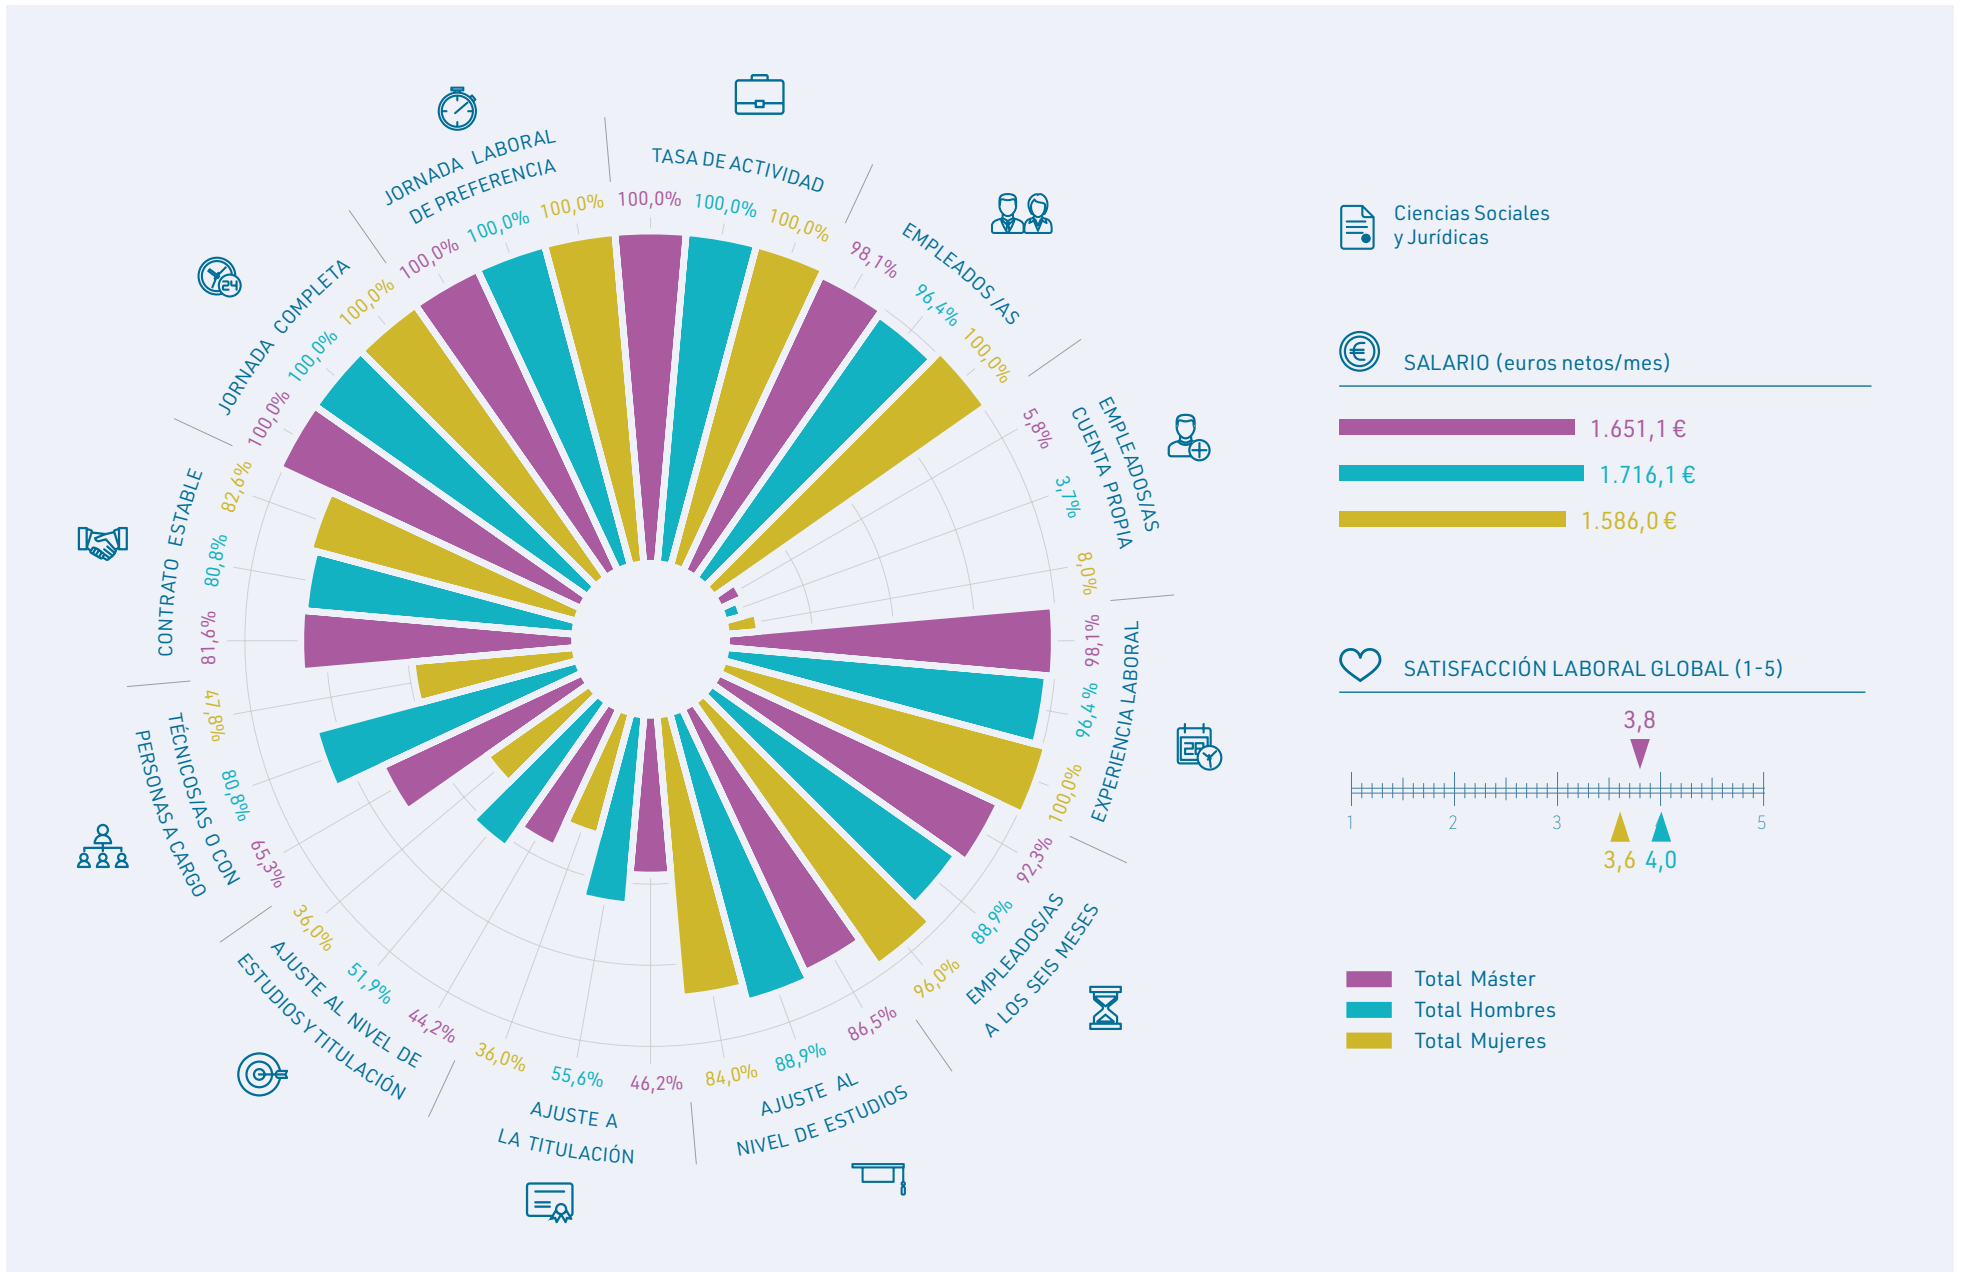 JORNADA LABORAL
DE PREFERENCIA
100,0%
100,0%
100,0%
TASA DE ACTIVIDAD
100,0%
100,0%
100,0%
EMPLEADOS /AS
98,1%
96,4%
100,0%
EMPLEADOS/AS
CUENTA PROPIA
5,8%
3,7%
8,0%
EXPERIENCIA LABORAL
98,1%
96,4%
100,0%
EMPLEADOS/AS
A LOS SEIS MESES
92,3%
88,9%
96,0%
AJUSTE AL
NIVEL DE ESTUDIOS
86,5%
88,9%
84,0%
AJUSTE A
LA TITULACIÓN
46,2%
55,6%
36,0%
AJUSTE AL NIVEL DE
ESTUDIOS Y TITULACIÓN
44,2%
51,9%
36,0%
TÉCNICOS/AS O CON
PERSONAS A CARGO
65,3%
80,8%
47,8%
CONTRATO ESTABLE
81,6%
80,8%
82,6%
JORNADA COMPLETA
100,0%
100,0%
100,0%
24
Ciencias Sociales
y Jurídicas
€
SALARIO (euros netos/mes)
1.651,1 €
1.716,1 €
1.586,0 €
SATISFACCIÓN LABORAL GLOBAL (1-5)
3,8
1 2 3 5
3,6 4,0
Total Máster
Total Hombres
Total Mujeres